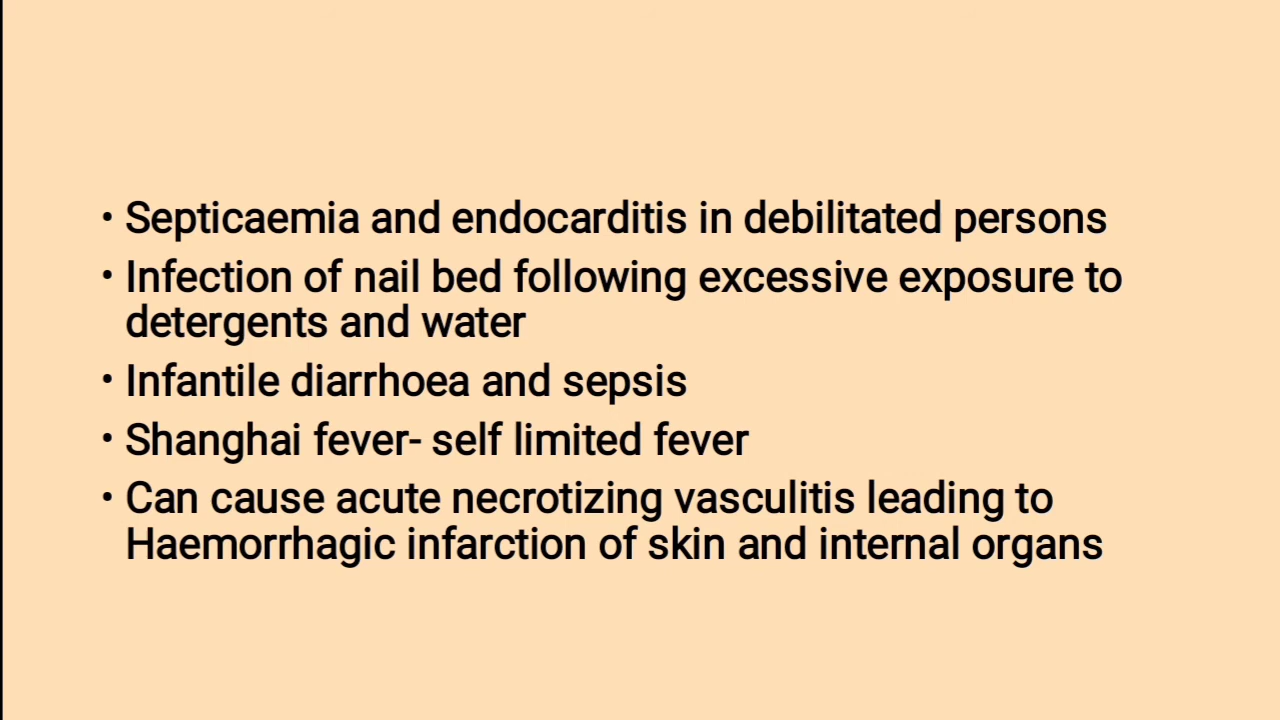 • Septicaemia and endocarditis in debilitated persons
• Infection of nail bed following excessive exposure to
detergents and water
• Infantile diarrhoea and sepsis
• Shanghai fever- self limited fever
• Can cause acute necrotizing vasculitis leading to
Haemorrhagic infarction of skin and internal organs